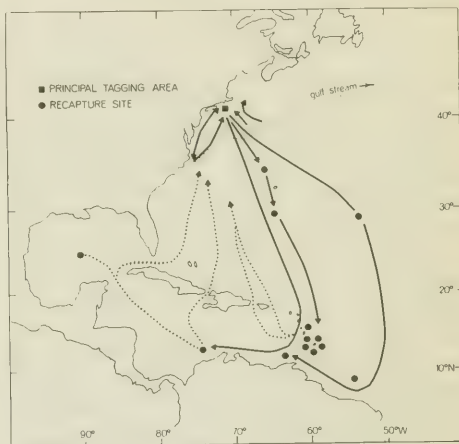 ■ PRINCIPAL TAGGING AREA
● RECAPTURE SITE
gulf stream
40°
30°
20°
10°N
90°
80°
70°
60°
50°W